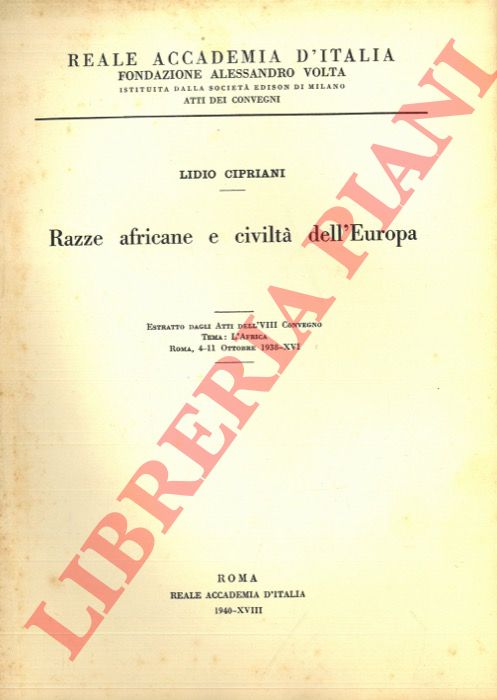 REALE ACCADEMIA D'ITALIA
FONDAZIONE ALESSANDRO VOLTA
ISTITUITA DALLA SOCIETÀ EDISON DI MILANO
ATTI DEI CONVEGNI
LIDIO CIPRIANI
Razze africane e civiltà dell'Europa
ESTRATTO DAGLI ATTI DELL'VIII CONVEGNO
TEMA: L'AFRICA
ROMA, 4-11 OTTOBRE 1938-XVI
LIBRERIA PIANI
ROMA
REALE ACCADEMIA D'ITALIA
1940-XVIII